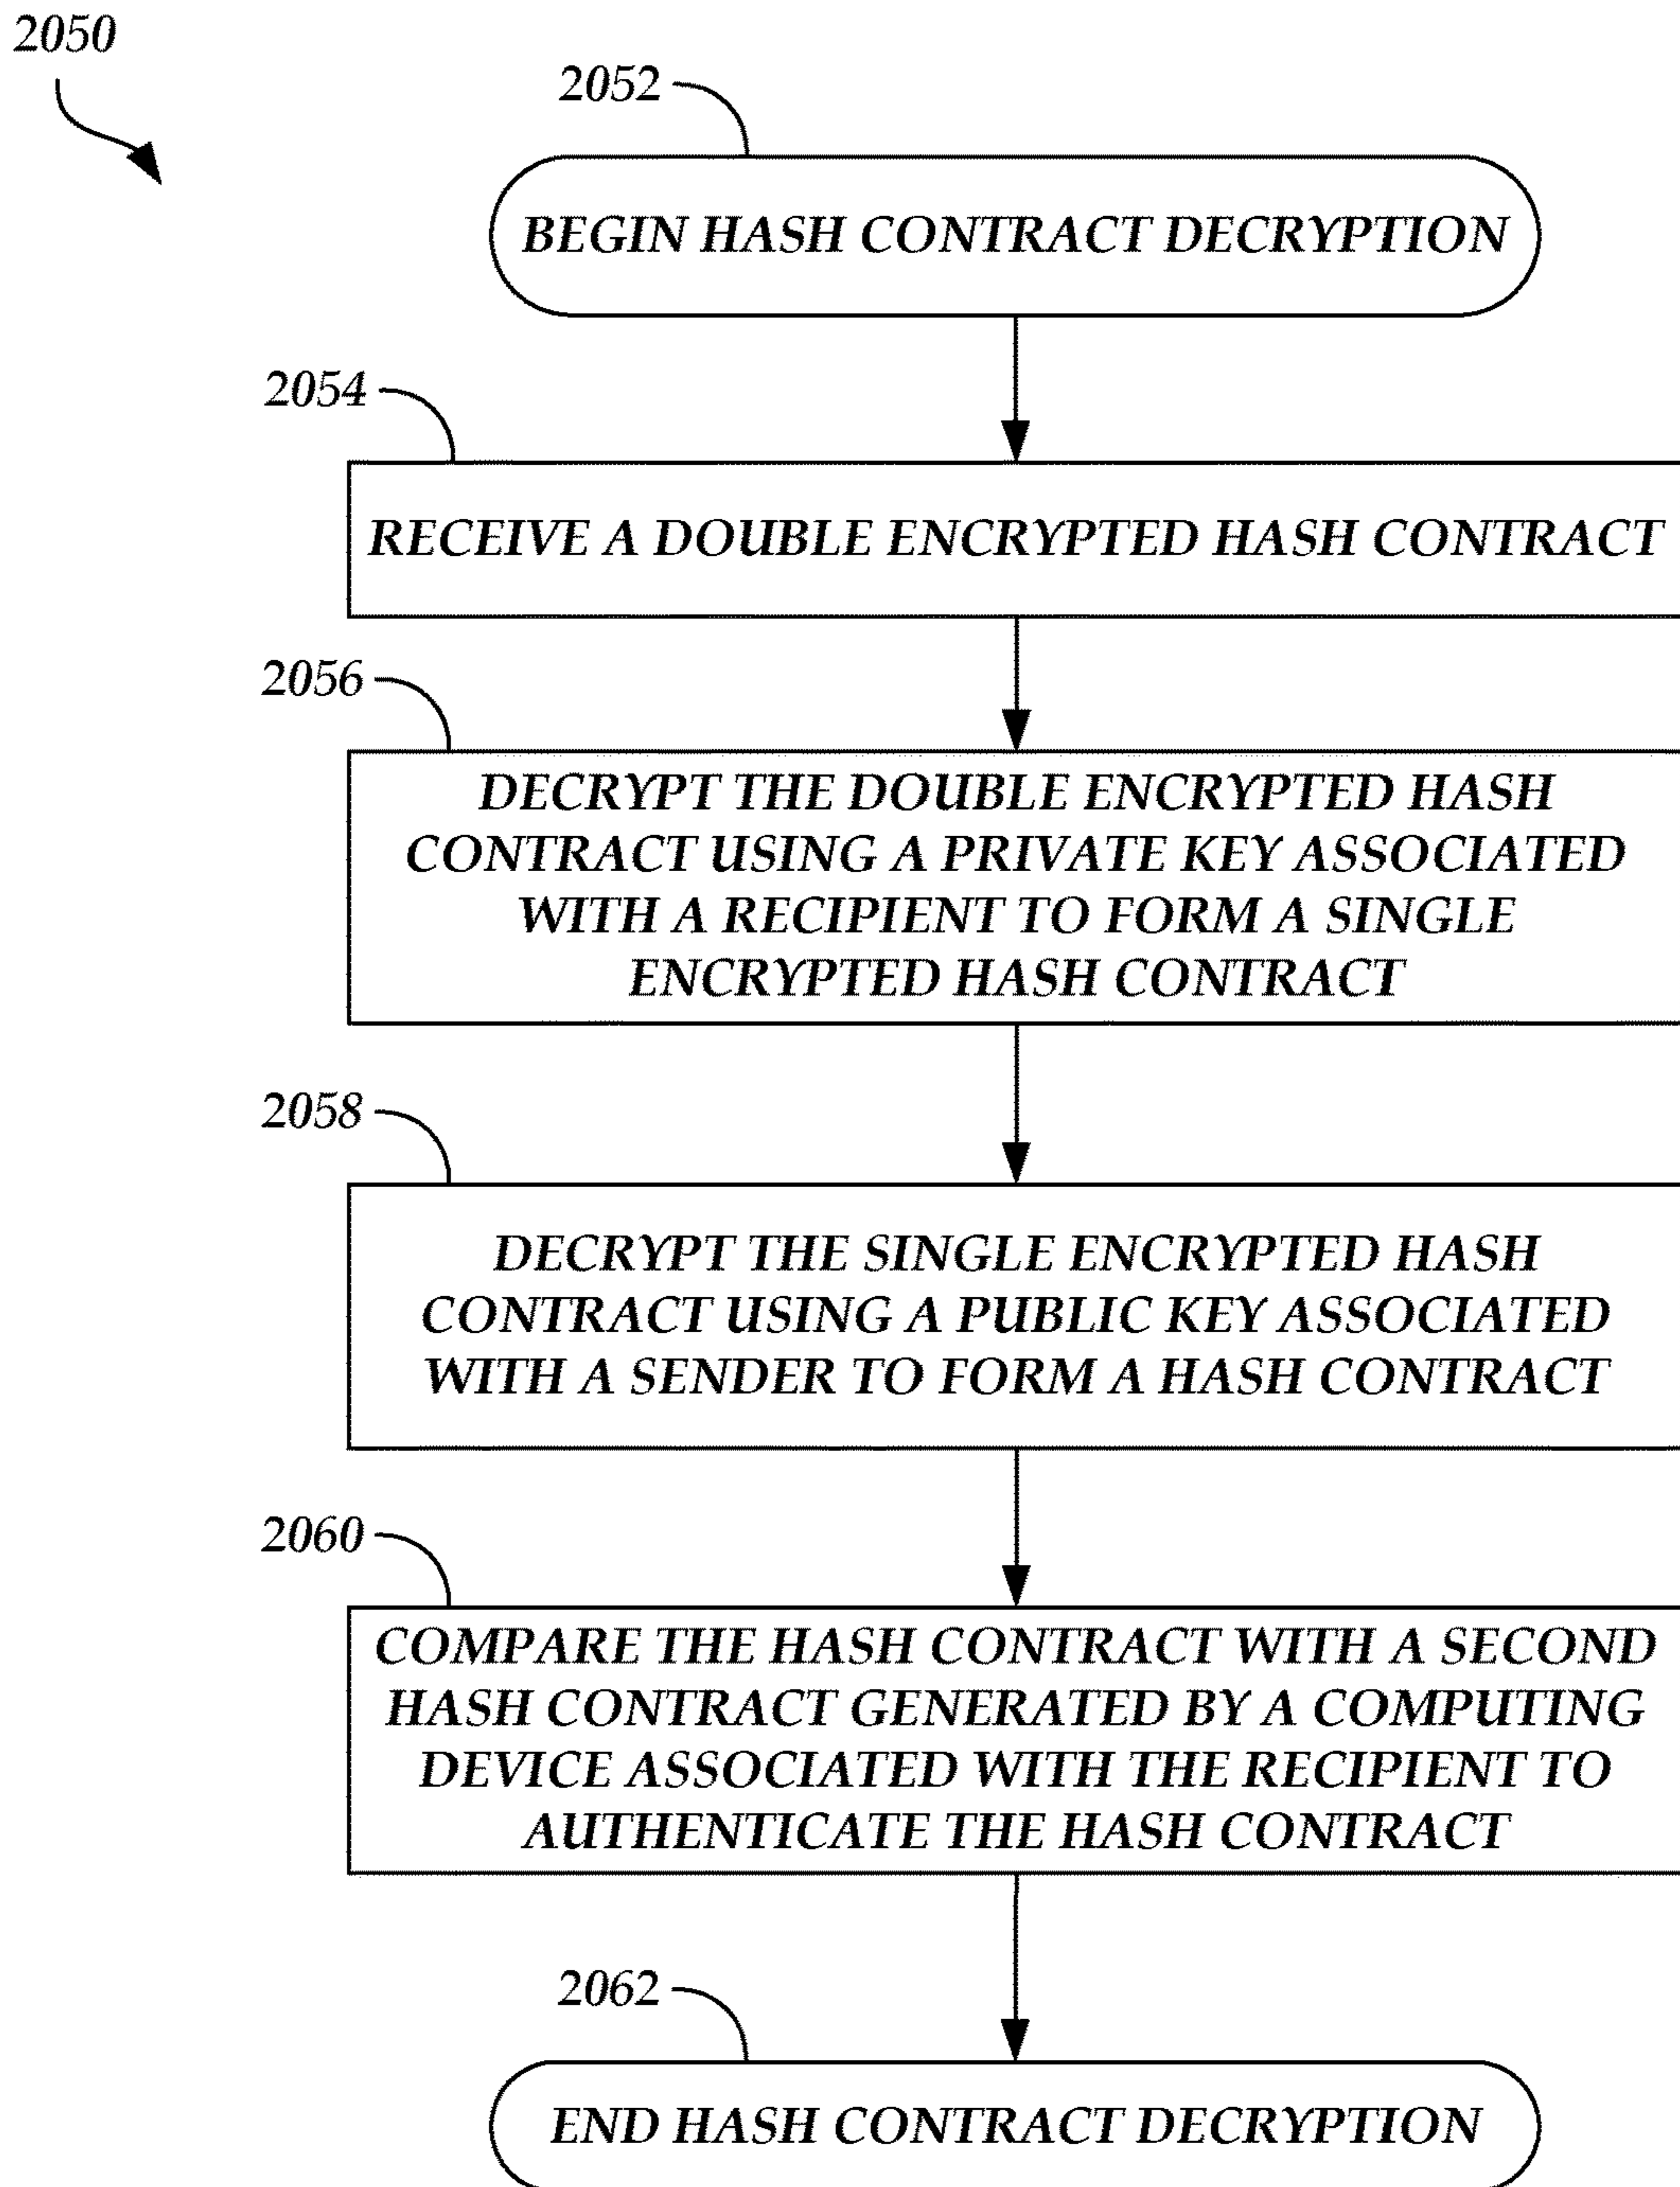 2050
2052
BEGIN HASH CONTRACT DECRYPTION
2054
RECEIVE A DOUBLE ENCRYPTED HASH CONTRACT
2056
DECRYPT THE DOUBLE ENCRYPTED HASH
CONTRACT USING A PRIVATE KEY ASSOCIATED
WITH A RECIPIENT TO FORM A SINGLE
ENCRYPTED HASH CONTRACT
2058
DECRYPT THE SINGLE ENCRYPTED HASH
CONTRACT USING A PUBLIC KEY ASSOCIATED
WITH A SENDER TO FORM A HASH CONTRACT
2060
COMPARE THE HASH CONTRACT WITH A SECOND
HASH CONTRACT GENERATED BY A COMPUTING
DEVICE ASSOCIATED WITH THE RECIPIENT TO
AUTHENTICATE THE HASH CONTRACT
2062
END HASH CONTRACT DECRYPTION